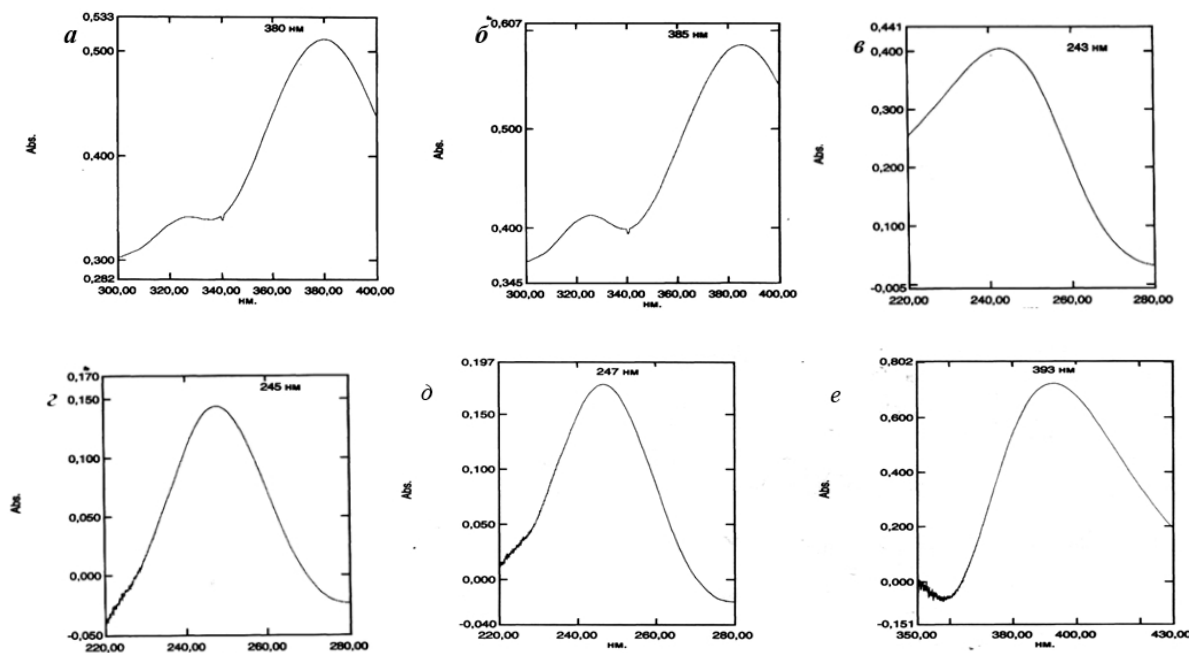 а
0,533
0,500
0,400
0,300
0,282
Abs.
380 нм
300,00 320,00 340,00 360,00 380,00 400,00
нм.
б
0,607
0,500
0,400
0,345
Abs.
385 нм
300,00 320,00 340,00 360,00 380,00 400,00
нм.
в
0,441
0,400
0,300
0,200
0,100
-0,005
Abs.
243 нм
220,00 240,00 260,00 280,00
г
0,170
0,150
0,100
0,050
0,000
-0,050
Abs.
245 нм
220,00 240,00 260,00 280,00
д
0,197
0,150
0,100
0,050
0,000
-0,040
Abs.
247 нм
220,00 240,00 260,00 280,00
нм.
е
0,802
0,600
0,400
0,200
0,000
-0,151
Abs.
393 нм
350,00 380,00 400,00 430,00
нм.